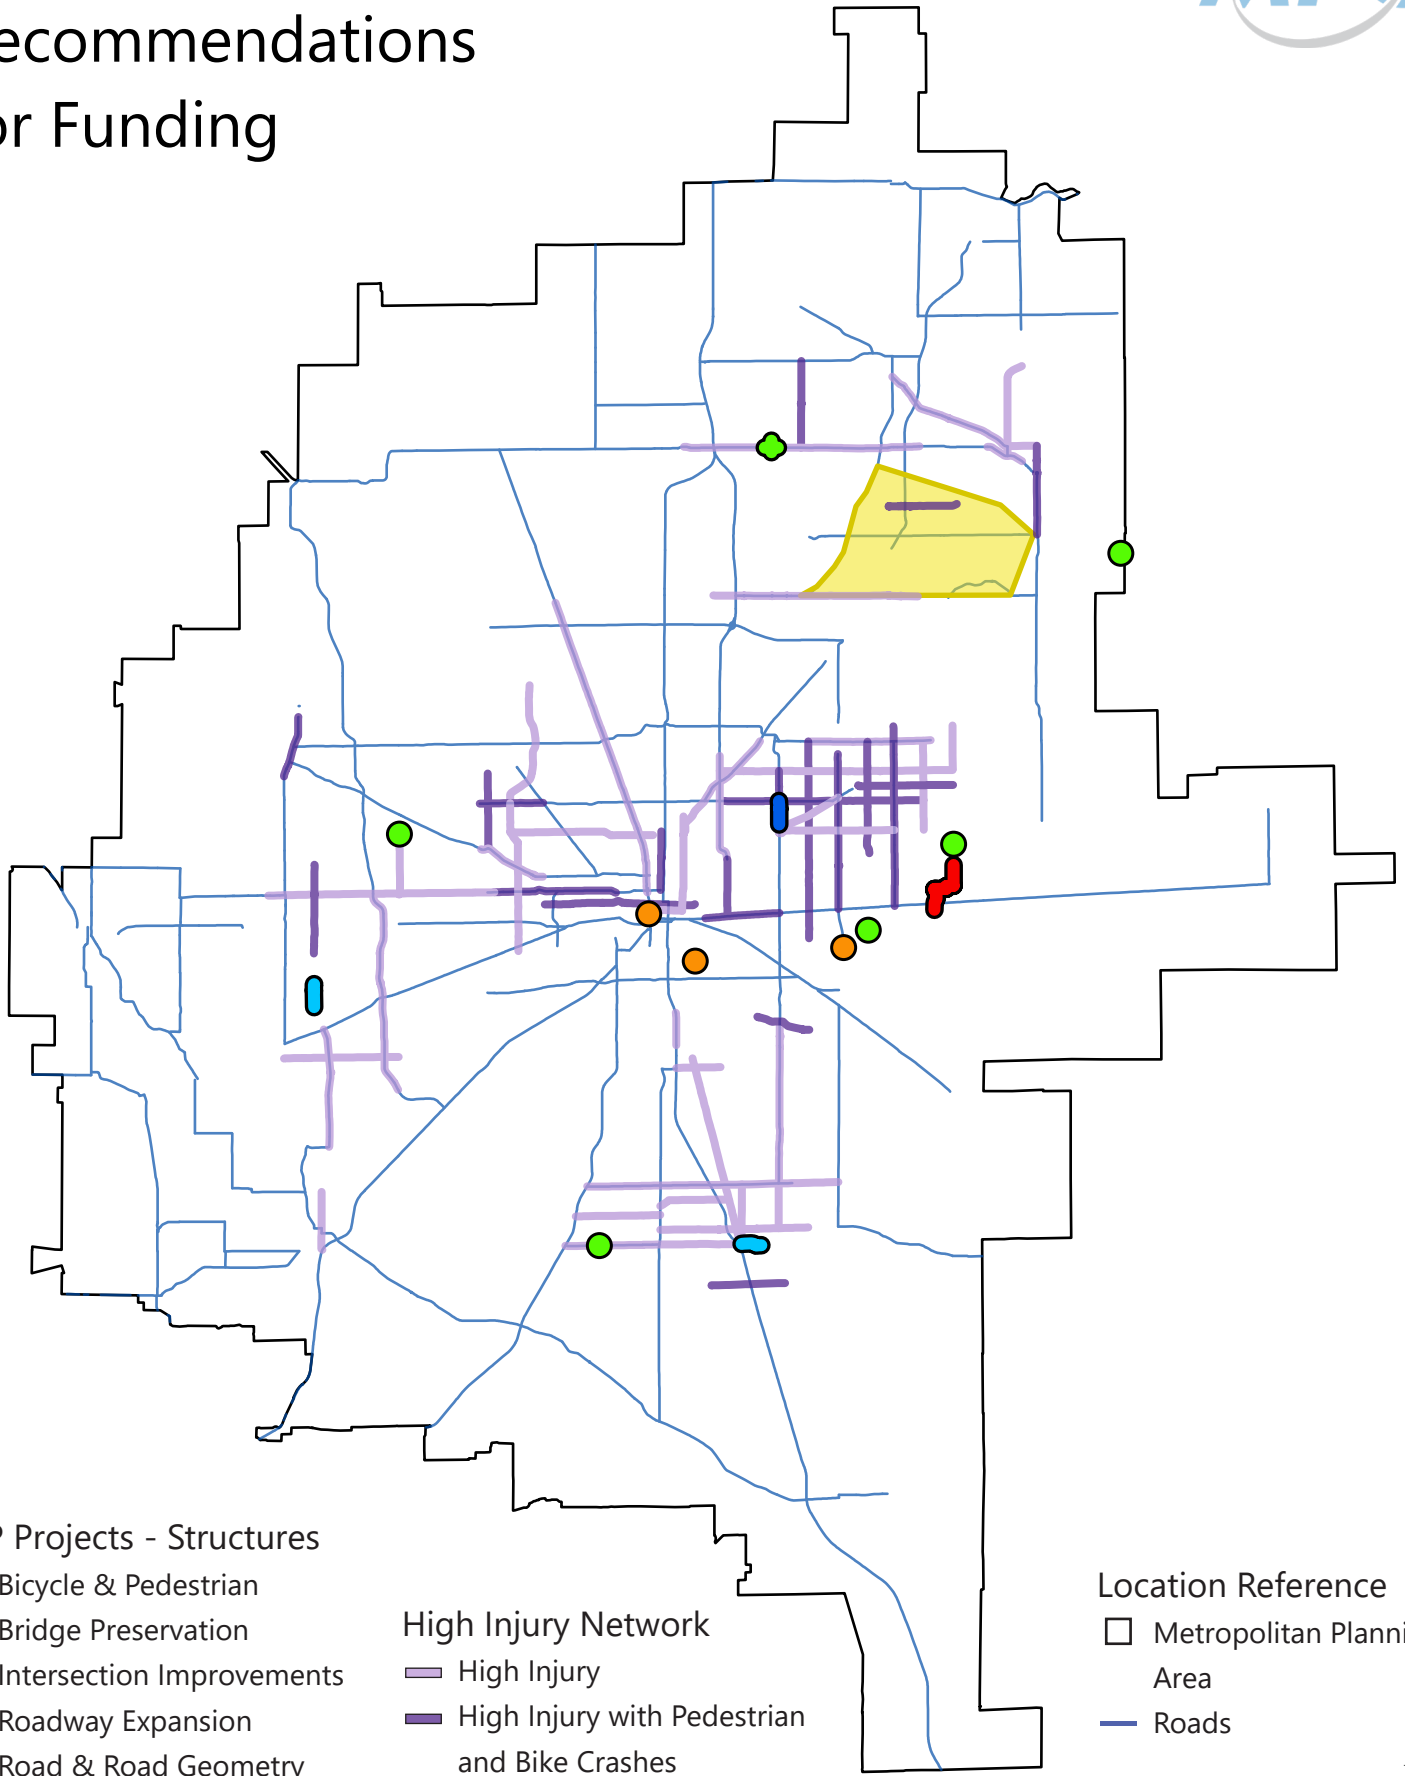 ecommendations
or Funding
P Projects - Structures
Bicycle & Pedestrian
Bridge Preservation
Intersection Improvements
Roadway Expansion
Road & Road Geometry
High Injury Network
High Injury
High Injury with Pedestrian
and Bike Crashes
Location Reference
Metropolitan Planni
Area
Roads